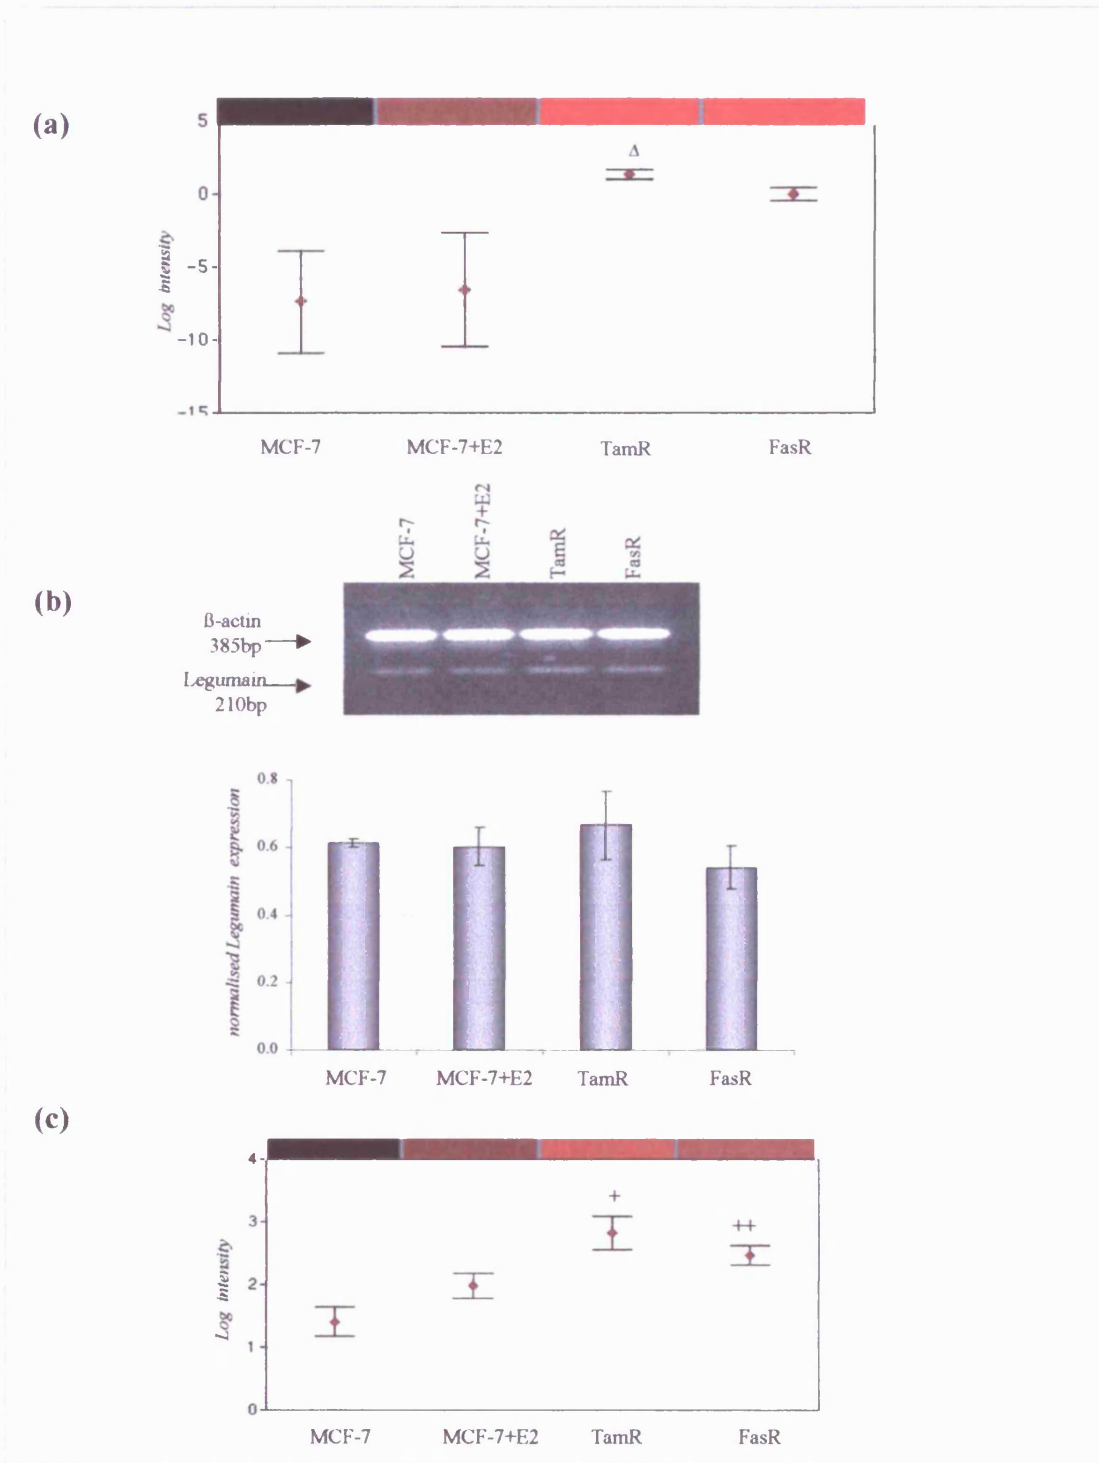 (a)
5
0
-5
-10
-15
Log intensity
Δ
MCF-7 MCF-7+E2 TamR FasR
MCF-7 MCF-7+E2 TamR FasR
(b)
ß-actin
385bp
Legumain
210bp
0.8
0.6
0.4
0.2
0.0
normalised Legumain expression
MCF-7 MCF-7+E2 TamR FasR
(c)
4
3
2
1
0
Log intensity
+
++
MCF-7 MCF-7+E2 TamR FasR